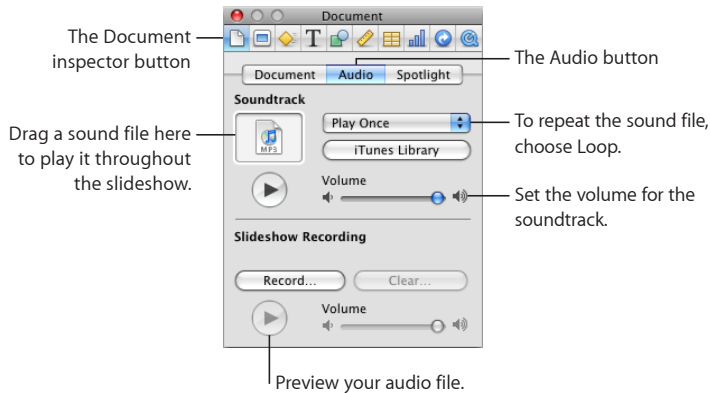 Document
The Document
inspector button
T
The Audio button
Document Audio Spotlight
Soundtrack
Drag a sound file here
to play it throughout
the slideshow.
MP3
Play Once
To repeat the sound file,
choose Loop.
iTunes Library
Volume
Set the volume for the
soundtrack.
Slideshow Recording
Record... Clear...
Volume
Preview your audio file.